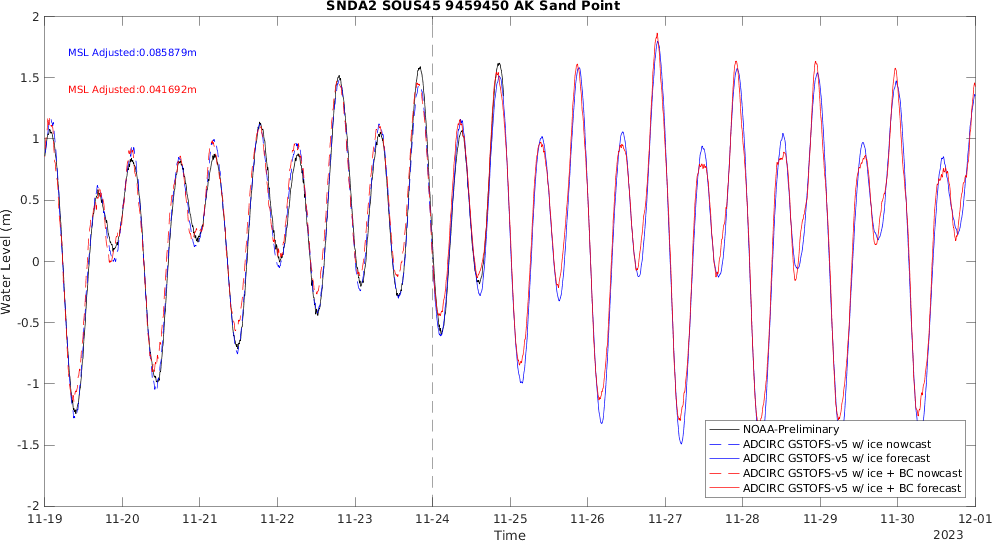 SNDA2 SOUS45 9459450 AK Sand Point
MSL Adjusted:0.085879m
MSL Adjusted:0.041692m
Water Level (m)
2
1.5
1
0.5
0
-0.5
-1
-1.5
-2
NOAA-Preliminary
ADCIRC GSTOFS-v5 w/ ice nowcast
ADCIRC GSTOFS-v5 w/ ice forecast
ADCIRC GSTOFS-v5 w/ ice + BC nowcast
ADCIRC GSTOFS-v5 w/ ice + BC forecast
11-19 11-20 11-21 11-22 11-23 11-24 11-25 11-26 11-27 11-28 11-29 11-30 12-01
Time
2023